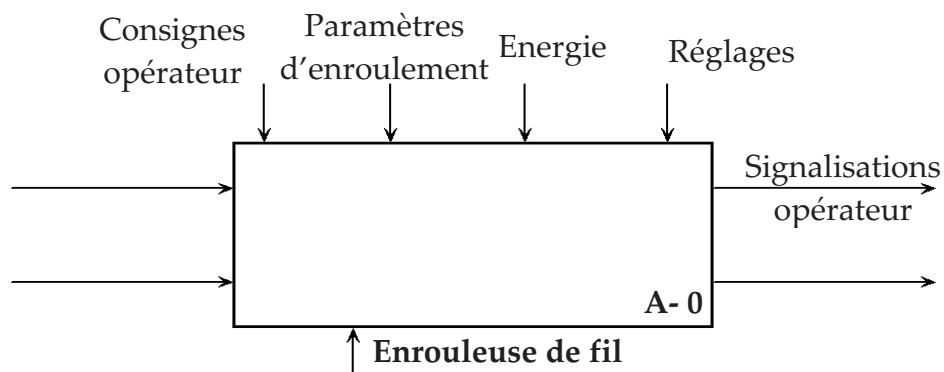 Consignes
opérateur
Paramètres
d'enroulement
Energie
Réglages
Signalisations
opérateur
A- 0
Enrouleuse de fil